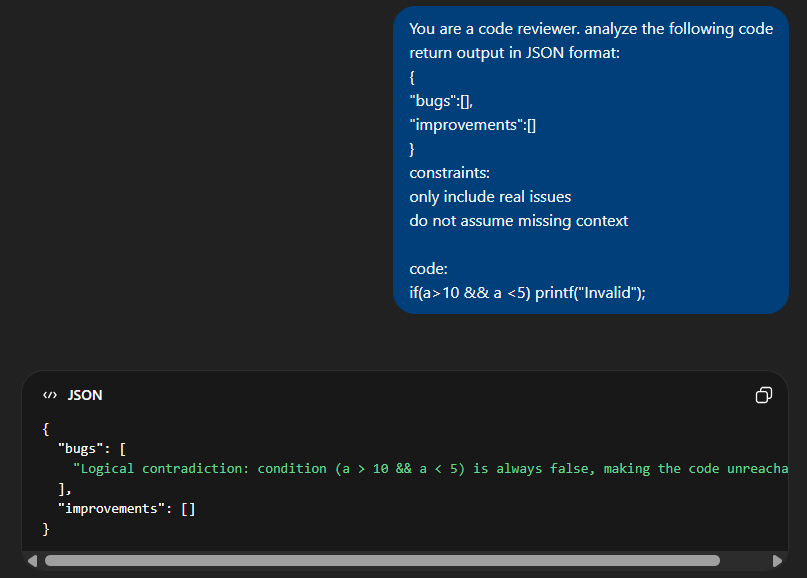 You are a code reviewer. analyze the following code
return output in JSON format:
{
"bugs":[],
"improvements":[]
}
constraints:
only include real issues
do not assume missing context
code:
if(a>10 && a <5) printf("Invalid");
</> JSON
{
"bugs": [
"Logical contradiction: condition (a > 10 && a < 5) is always false, making the code unreacha
],
"improvements": []
}